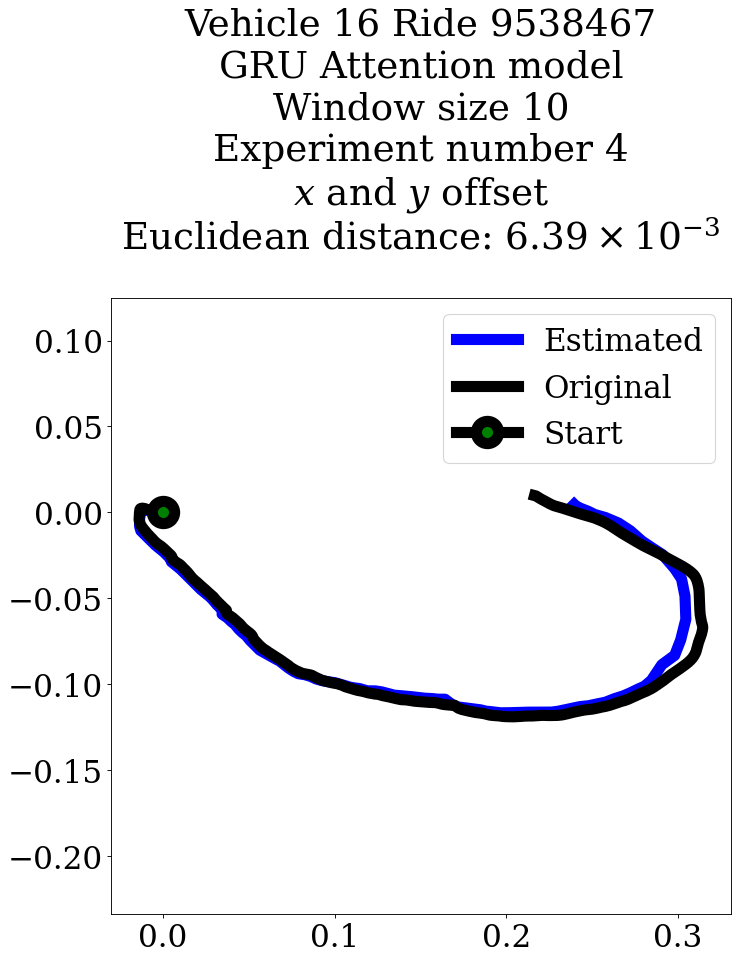 Vehicle 16 Ride 9538467
GRU Attention model
Window size 10
Experiment number 4
x and y offset
Euclidean distance: 6.39 × 10⁻³
Estimated
Original
Start
0.10
0.05
0.00
−0.05
−0.10
−0.15
−0.20
0.0 0.1 0.2 0.3